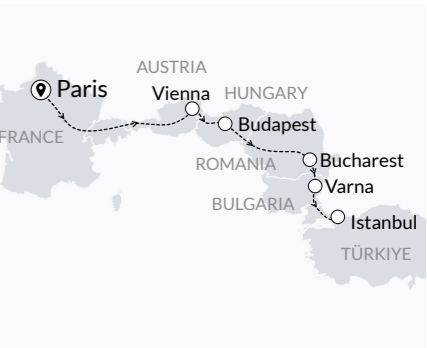 AUSTRIA
Paris
Vienna
HUNGARY
Budapest
FRANCE
ROMANIA
Bucharest
Varna
BULGARIA
Istanbul
TÜRKIYE